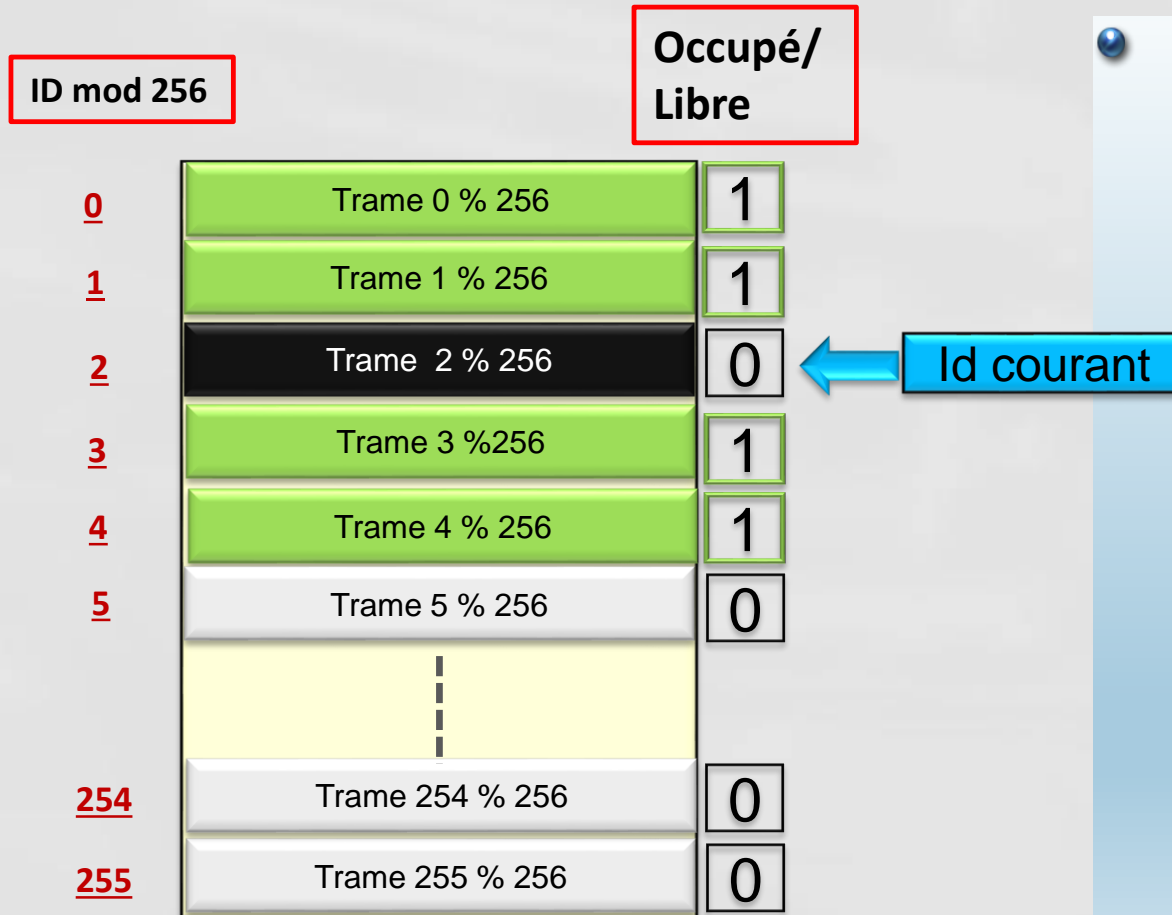 Occupé/
Libre
ID mod 256
0 Trame 0 % 256 1
1 Trame 1 % 256 1
2 Trame 2 % 256 0 Id courant
3 Trame 3 %256 1
4 Trame 4 % 256 1
5 Trame 5 % 256 0
254 Trame 254 % 256 0
255 Trame 255 % 256 0